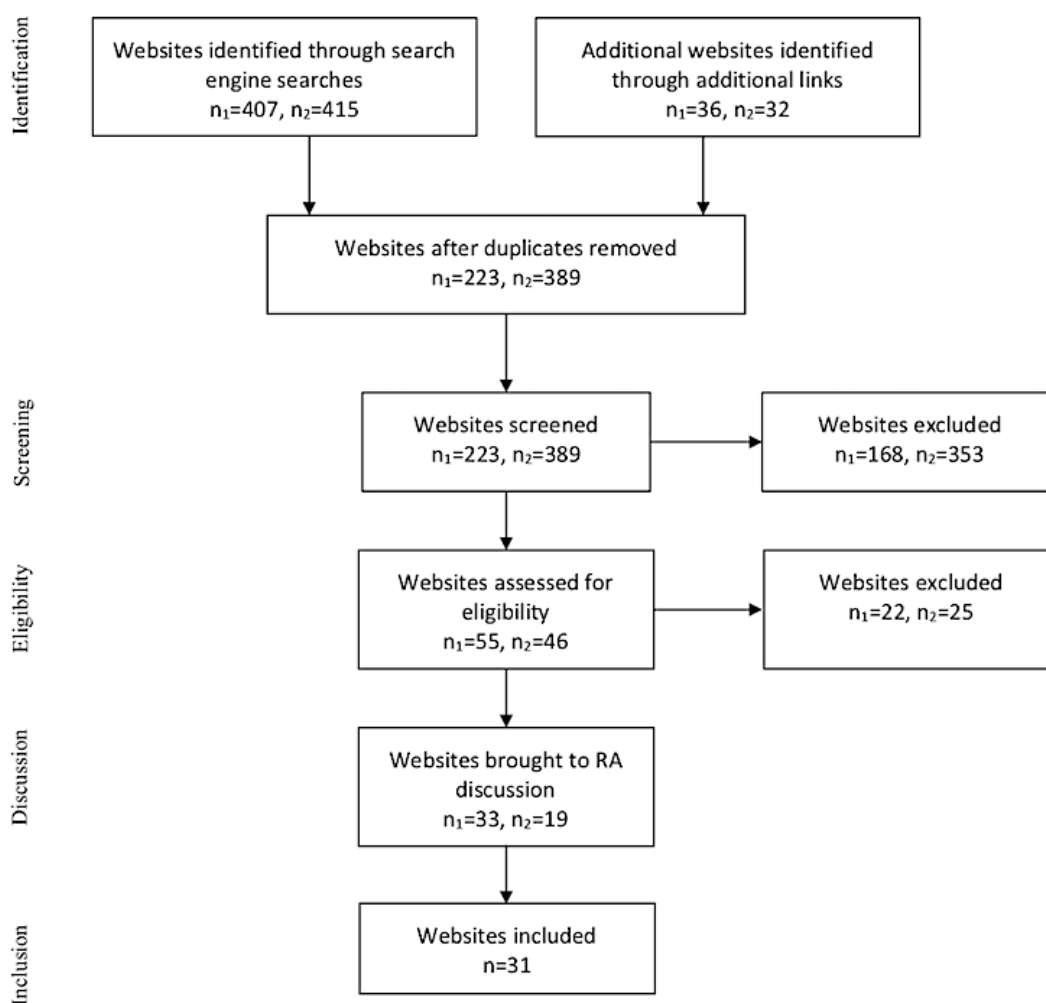 Identification
Websites identified through search
engine searches
n₁=407, n₂=415
Additional websites identified
through additional links
n₁=36, n₂=32
Websites after duplicates removed
n₁=223, n₂=389
Screening
Websites screened
n₁=223, n₂=389
Websites excluded
n₁=168, n₂=353
Eligibility
Websites assessed for
eligibility
n₁=55, n₂=46
Websites excluded
n₁=22, n₂=25
Discussion
Websites brought to RA
discussion
n₁=33, n₂=19
Inclusion
Websites included
n=31